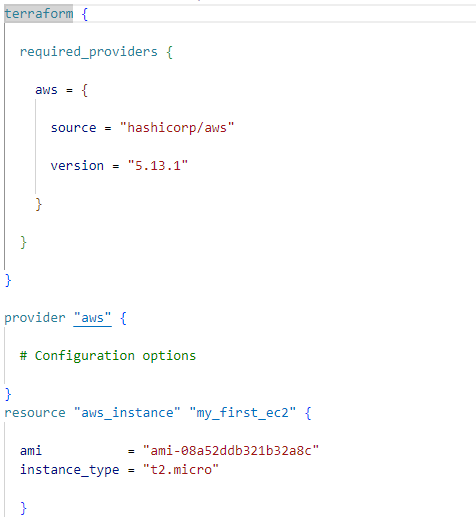 terraform {
required_providers {
aws = {
source = "hashicorp/aws"
version = "5.13.1"
}
}
}
provider "aws" {
# Configuration options
}
resource "aws_instance" "my_first_ec2" {
ami           = "ami-08a52ddb321b32a8c"
instance_type = "t2.micro"
}